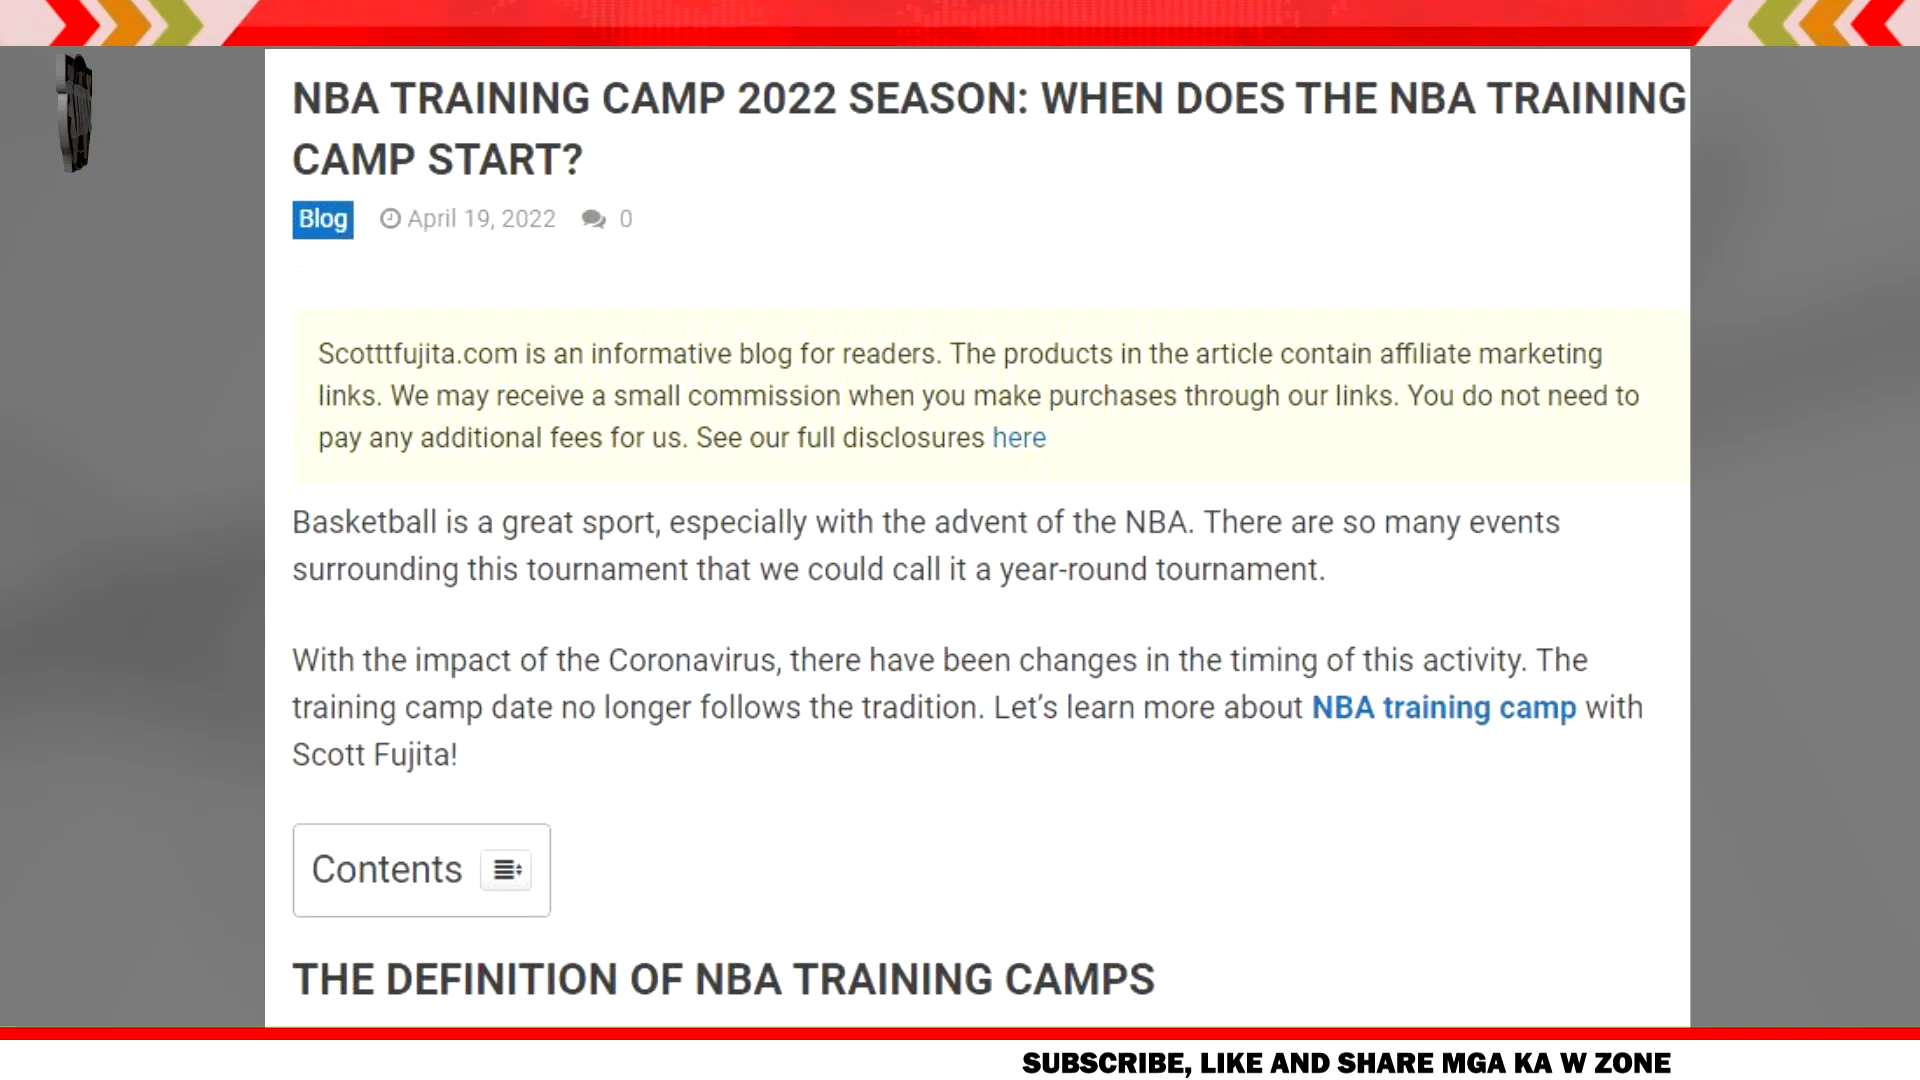 NBA TRAINING CAMP 2022 SEASON: WHEN DOES THE NBA TRAINING
CAMP START?
Blog April 19, 2022 0
Scotttfujita.com is an informative blog for readers. The products in the article contain affiliate marketing
links. We may receive a small commission when you make purchases through our links. You do not need to
pay any additional fees for us. See our full disclosures here
Basketball is a great sport, especially with the advent of the NBA. There are so many events
surrounding this tournament that we could call it a year-round tournament.
With the impact of the Coronavirus, there have been changes in the timing of this activity. The
training camp date no longer follows the tradition. Let’s learn more about NBA training camp with
Scott Fujita!
Contents
THE DEFINITION OF NBA TRAINING CAMPS
SUBSCRIBE, LIKE AND SHARE MGA KA W ZONE